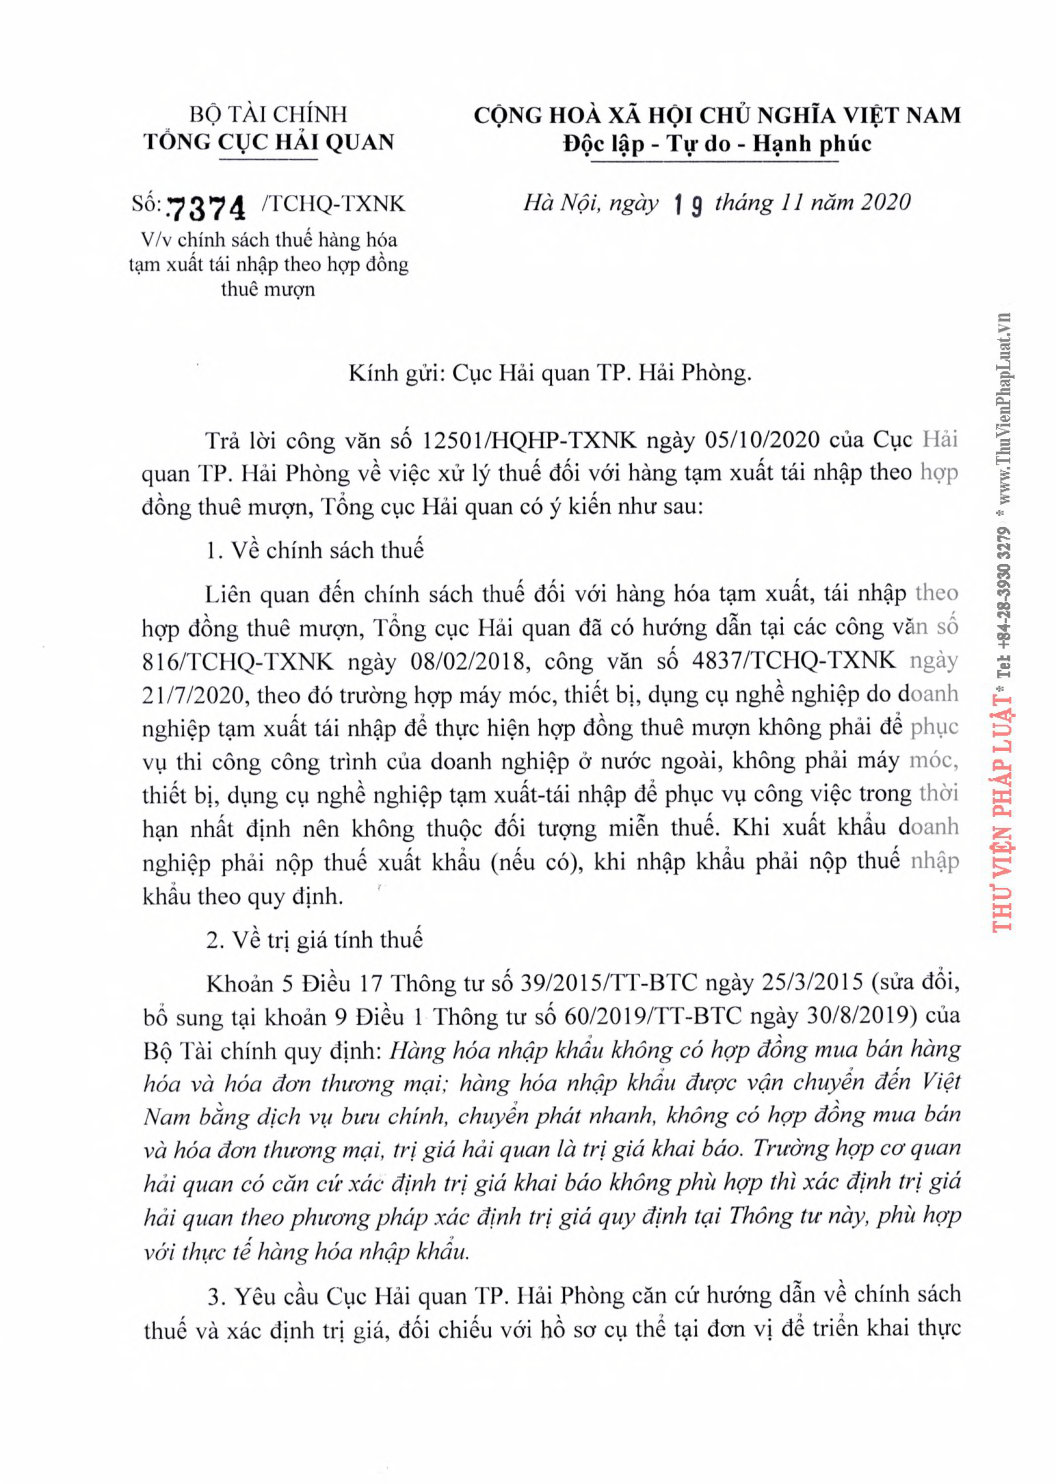 BỘ TÀI CHÍNH
TỔNG CỤC HẢI QUAN
CỘNG HOÀ XÃ HỘI CHỦ NGHĨA VIỆT NAM
Độc lập - Tự do - Hạnh phúc
Số: 7374 /TCHQ-TXNK
Hà Nội, ngày 19 tháng 11 năm 2020
V/v chính sách thuế hàng hóa
tạm xuất tái nhập theo hợp đồng
thuê mượn
Kính gửi: Cục Hải quan TP. Hải Phòng.
Trả lời công văn số 12501/HQHP-TXNK ngày 05/10/2020 của Cục Hải
quan TP. Hải Phòng về việc xử lý thuế đối với hàng tạm xuất tái nhập theo hợp
đồng thuê mượn, Tổng cục Hải quan có ý kiến như sau:
1. Về chính sách thuế
Liên quan đến chính sách thuế đối với hàng hóa tạm xuất, tái nhập theo
hợp đồng thuê mượn, Tổng cục Hải quan đã có hướng dẫn tại các công văn số
816/TCHQ-TXNK ngày 08/02/2018, công văn số 4837/TCHQ-TXNK ngày
21/7/2020, theo đó trường hợp máy móc, thiết bị, dụng cụ nghề nghiệp do doanh
nghiệp tạm xuất tái nhập để thực hiện hợp đồng thuê mượn không phải để phục
vụ thi công công trình của doanh nghiệp ở nước ngoài, không phải máy móc,
thiết bị, dụng cụ nghề nghiệp tạm xuất-tái nhập để phục vụ công việc trong thời
hạn nhất định nên không thuộc đối tượng miễn thuế. Khi xuất khẩu doanh
nghiệp phải nộp thuế xuất khẩu (nếu có), khi nhập khẩu phải nộp thuế nhập
khẩu theo quy định.
2. Về trị giá tính thuế
Khoản 5 Điều 17 Thông tư số 39/2015/TT-BTC ngày 25/3/2015 (sửa đổi,
bổ sung tại khoản 9 Điều 1 Thông tư số 60/2019/TT-BTC ngày 30/8/2019) của
Bộ Tài chính quy định: Hàng hóa nhập khẩu không có hợp đồng mua bán hàng
hóa và hóa đơn thương mại; hàng hóa nhập khẩu được vận chuyển đến Việt
Nam bằng dịch vụ bưu chính, chuyển phát nhanh, không có hợp đồng mua bán
và hóa đơn thương mại, trị giá hải quan là trị giá khai báo. Trường hợp cơ quan
hải quan có căn cứ xác định trị giá khai báo không phù hợp thì xác định trị giá
hải quan theo phương pháp xác định trị giá quy định tại Thông tư này, phù hợp
với thực tế hàng hóa nhập khẩu.
3. Yêu cầu Cục Hải quan TP. Hải Phòng căn cứ hướng dẫn về chính sách
thuế và xác định trị giá, đối chiếu với hồ sơ cụ thể tại đơn vị để triển khai thực
THƯ VIỆN PHÁP LUẬT * Tel: +84-28-3930 3279 * www.ThuVienPhapLuat.vn